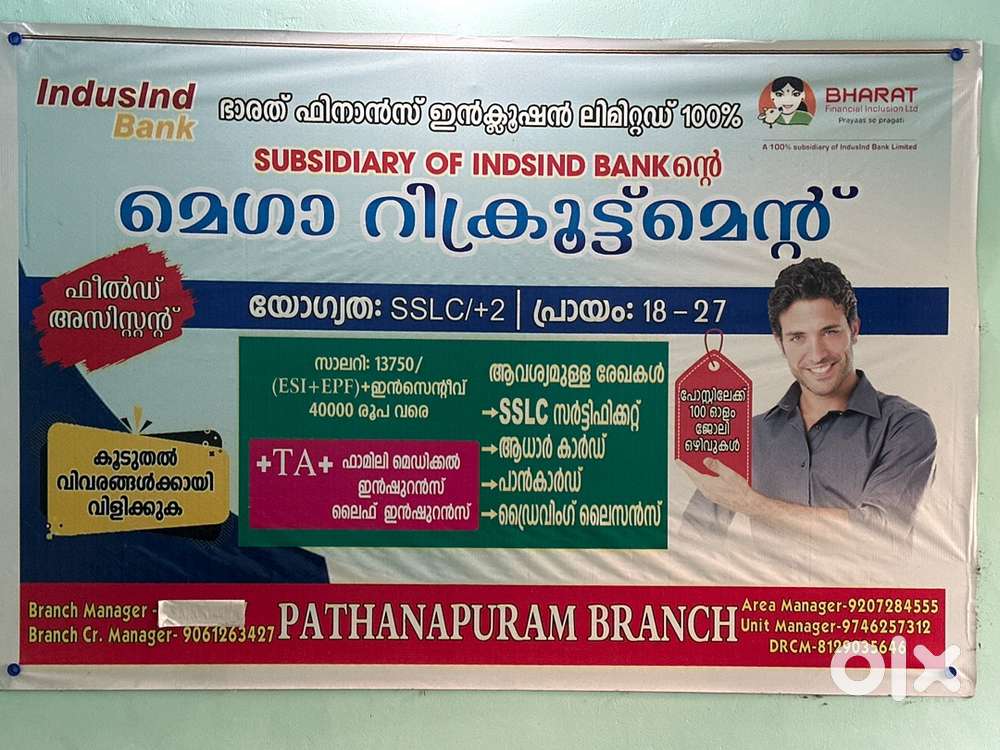 IndusInd
Bank
ഭാരത് ഫിനാൻസ് ഇൻക്ലൂഷൻ ലിമിറ്റഡ് 100%
BHARAT
Financial Inclusion Ltd
Prayaas se pragati
A 100% subsidiary of IndusInd Bank Limited
SUBSIDIARY OF INDSIND BANKന്റെ
മെഗാ റിക്രൂട്ട്മെന്റ്
ഫീൽഡ്
അസിസ്റ്റന്റ്
യോഗ്യത: SSLC/+2 | പ്രായം: 18 - 27
സാലറി: 13750/
(ESI+EPF)+ഇൻസെന്റീവ്
40000 രൂപ വരെ
+TA+ ഫാമിലി മെഡിക്കൽ
ഇൻഷുറൻസ്
ലൈഫ് ഇൻഷുറൻസ്
ആവശ്യമുള്ള രേഖകൾ
→SSLC സർട്ടിഫിക്കറ്റ്
→ആധാർ കാർഡ്
→പാൻകാർഡ്
→ഡ്രൈവിംഗ് ലൈസൻസ്
പോസ്റ്റിലേക്ക്
100 ഓളം
ജോലി
ഒഴിവുകൾ
കൂടുതൽ
വിവരങ്ങൾക്കായി
വിളിക്കുക
Branch Manager -
Branch Cr. Manager- 9061263427
PATHANAPURAM BRANCH
Area Manager-9207284555
Unit Manager-9746257312
DRCM-8129035646
olx